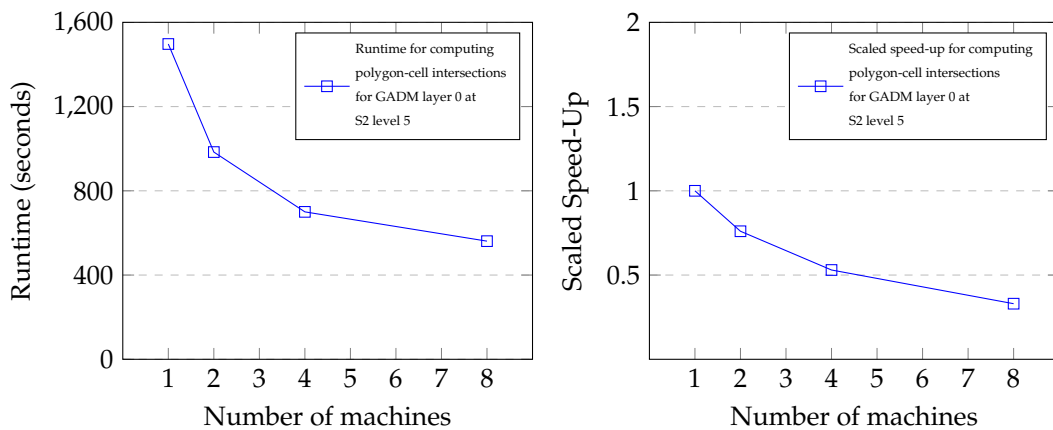 1,600
1,200
800
400
0
Runtime (seconds)
Runtime for computing
polygon-cell intersections
for GADM layer 0 at
S2 level 5
1 2 3 4 5 6 7 8
Number of machines
2
1.5
1
0.5
Scaled Speed-Up
Scaled speed-up for computing
polygon-cell intersections
for GADM layer 0 at
S2 level 5
1 2 3 4 5 6 7 8
Number of machines